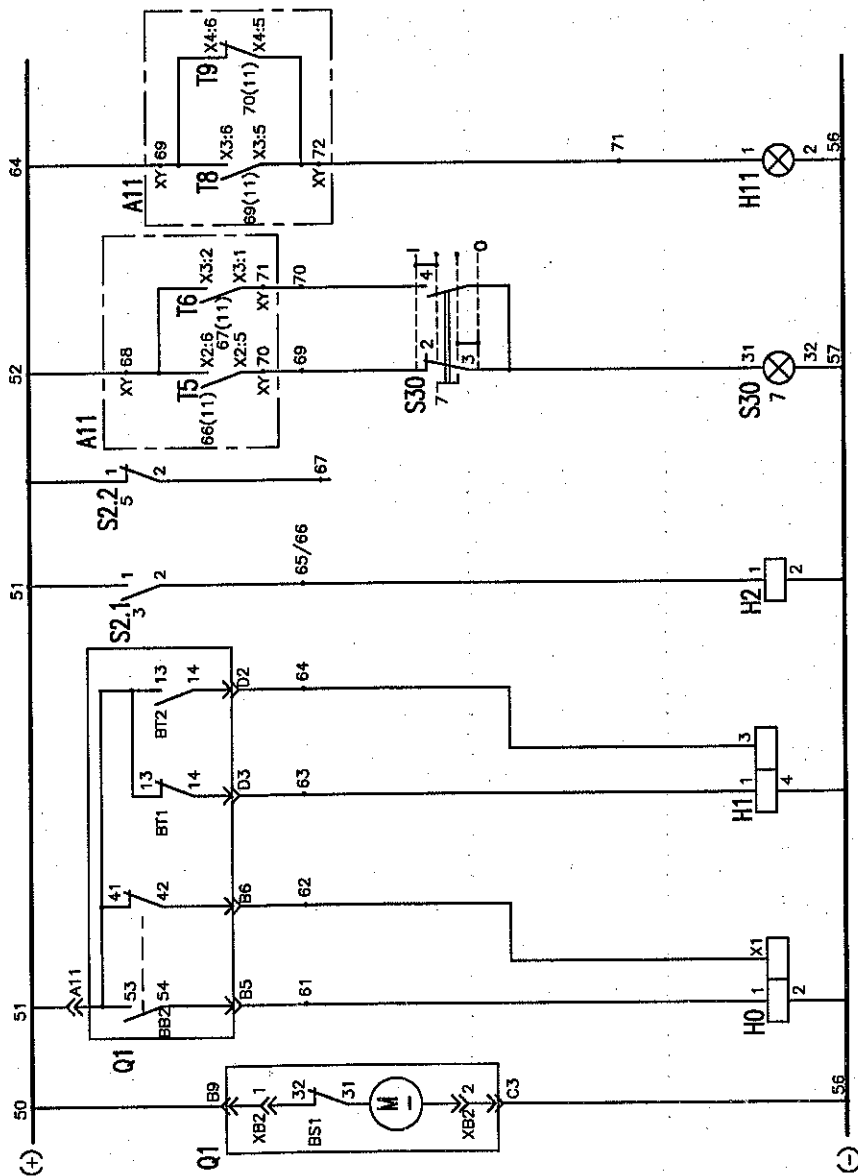 (+)
50
51
51
52
64
Q1
B9
XB2
1
BS1
32
31
M
XB2
2
C3
56
Q1
A11
53
54
BB2
41
42
B5
B6
61
62
H0
1
2
X1
13
14
BT1
13
14
BT2
D3
D2
63
64
H1
1
4
3
S2.1
3
1
2
65/66
H2
1
2
S2.2
5
1
2
67
A11
XY
68
T5
66(11)
X2:6
X2:5
XY
70
69
T6
67(11)
X3:2
X3:1
XY
71
70
S30
7
2
3
4
I
O
S30
7
31
32
57
A11
XY
69
T8
69(11)
X3:6
X3:5
XY
72
T9
70(11)
X4:6
X4:5
71
H11
1
2
56
(-)